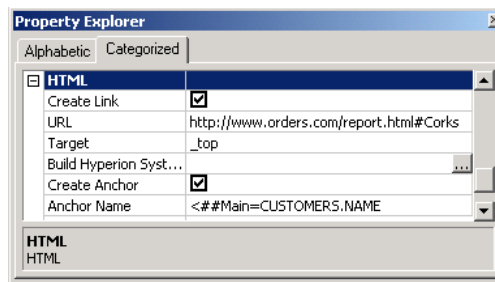 Property Explorer
Alphabetic Categorized
HTML
Create Link
URL http://www.orders.com/report.html#Corks
Target _top
Build Hyperion Syst... ...
Create Anchor
Anchor Name <##Main=CUSTOMERS.NAME
HTML
HTML